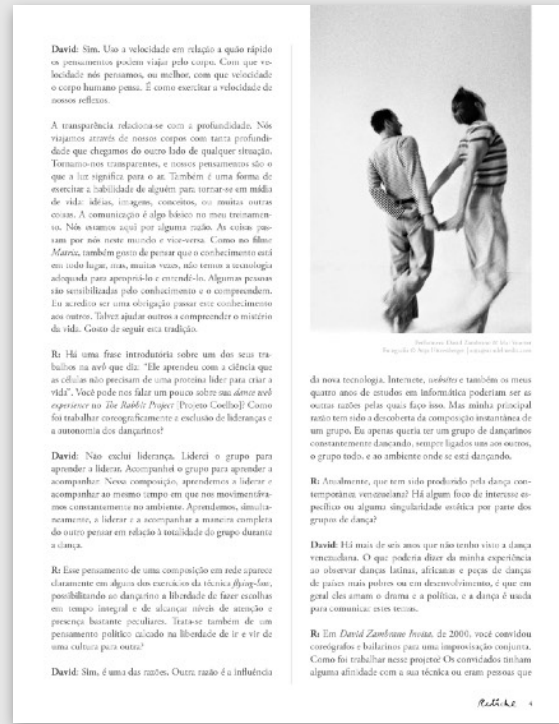 David: Sim. Uso a velocidade em relação a quão rápido
os pensamentos podem viajar pelo corpo. Com que ve-
locidade nós pensamos, ou melhor, com que velocidade
o corpo humano pensa. É como exercitar a velocidade de
nossos reflexos.
A transparência relaciona-se com a profundidade. Nós
viajamos através de nossos corpos com tanta profundi-
dade que chegamos do outro lado de qualquer situação.
Tornamo-nos transparentes, e nossos pensamentos são o
que a luz significa para o ar. Também é uma forma de
exercitar a habilidade de alguém para tornar-se em mídia
de vida: idéias, imagens, conceitos, ou muitas outras
coisas. A comunicação é algo básico no meu treinamen-
to. Nós estamos aqui por alguma razão. As coisas pas-
sam por nós neste mundo e vice-versa. Como no filme
Matrix, também gosto de pensar que o conhecimento está
em todo lugar, mas, muitas vezes, não temos a tecnologia
adequada para apropriá-lo e entendê-lo. Algumas pessoas
são sensibilizadas pelo conhecimento e o compreendem.
Eu acredito ser uma obrigação passar este conhecimento
aos outros. Talvez ajudar outros a compreender o mistério
da vida. Gosto de seguir esta tradição.
R: Há uma frase introdutória sobre um dos seus tra-
balhos na web que diz: "Ele aprendeu com a ciência que
as células não precisam de uma proteína líder para criar a
vida". Você pode nos falar um pouco sobre sua dance web
experience no The Rabbit Project [Projeto Coelho]? Como
foi trabalhar coreograficamente a exclusão de lideranças e
a autonomia dos dançarinos?
David: Não exclui liderança. Liderei o grupo para
aprender a liderar. Acompanhei o grupo para aprender a
acompanhar. Nessa composição, aprendemos a liderar e
acompanhar ao mesmo tempo em que nos movimentáva-
mos constantemente no ambiente. Aprendemos, simulta-
neamente, a liderar e a acompanhar a maneira completa
do outro pensar em relação à totalidade do grupo durante
a dança.
R: Esse pensamento de uma composição em rede aparece
claramente em alguns dos exercícios da técnica flying-low,
possibilitando ao dançarino a liberdade de fazer escolhas
em tempo integral e de alcançar níveis de atenção e
presença bastante peculiares. Trata-se também de um
pensamento político calcado na liberdade de ir e vir de
uma cultura para outra?
David: Sim, é uma das razões. Outra razão é a influência
da nova tecnologia. Internet, websites e também os meus
quatro anos de estudos em informática poderiam ser as
outras razões pelas quais faço isso. Mas minha principal
razão tem sido a descoberta da composição instantânea de
um grupo. Eu apenas queria ter um grupo de dançarinos
constantemente dançando, sempre ligados uns aos outros,
o grupo todo, e ao ambiente onde se está dançando.
R: Atualmente, que tem sido produzido pela dança con-
temporânea venezuelana? Há algum foco de interesse es-
pecífico ou alguma singularidade estética por parte dos
grupos de dança?
David: Há mais de seis anos que não tenho visto a dança
venezuelana. O que poderia dizer da minha experiência
ao observar danças latinas, africanas e peças de danças
de países mais pobres ou em desenvolvimento, é que em
geral eles amam o drama e a política, e a dança é usada
para comunicar estes temas.
R: Em David Zambrano Invita, de 2000, você convidou
coreógrafos e bailarinos para uma improvisação conjunta.
Como foi trabalhar nesse projeto? Os convidados tinham
alguma afinidade com a sua técnica ou eram pessoas que
4